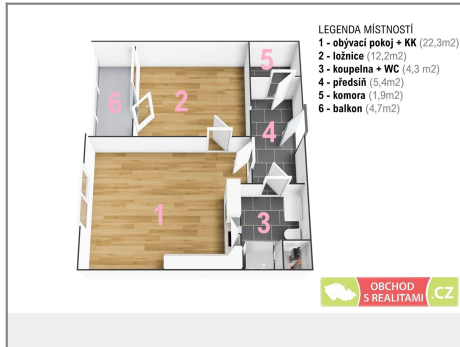 LEGENDA MÍSTNOSTÍ
1 - obývací pokoj + KK (22,3m2)
2 - ložnice (12,2m2)
3 - koupelna + WC (4,3 m2)
4 - předsíň (5,4m2)
5 - komora (1,9m2)
6 - balkon (4,7m2)
5
6
2
4
1
3
OBCHOD
S REALITAMI
.CZ